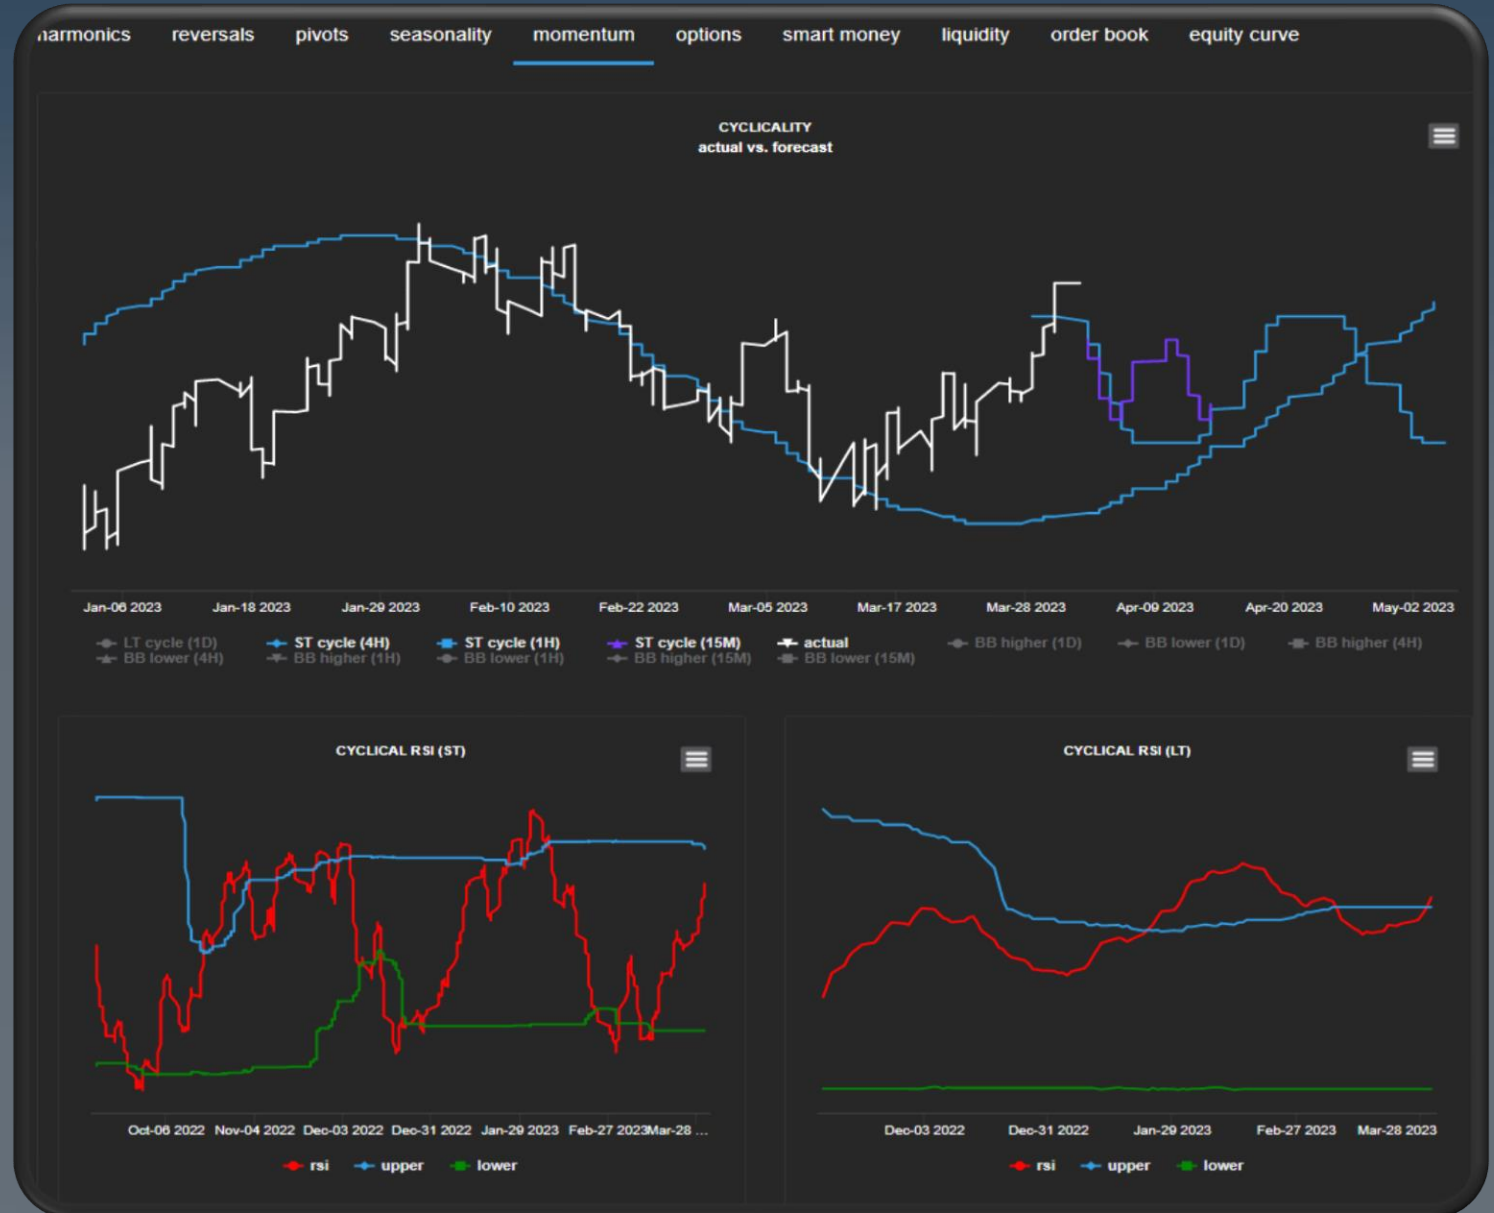 harmonics reversals pivots seasonality momentum options smart money liquidity order book equity curve
CYCLICALITY
actual vs. forecast
Jan-06 2023 Jan-18 2023 Jan-29 2023 Feb-10 2023 Feb-22 2023 Mar-05 2023 Mar-17 2023 Mar-28 2023 Apr-09 2023 Apr-20 2023 May-02 2023
LT cycle (1D) ST cycle (4H) ST cycle (1H) ST cycle (15M) actual BB higher (1D) BB lower (1D) BB higher (4H)
BB lower (4H) BB higher (1H) BB lower (1H) BB higher (15M) BB lower (15M)
CYCLICAL RSI (ST)
Oct-06 2022 Nov-04 2022 Dec-03 2022 Dec-31 2022 Jan-29 2023 Feb-27 2023 Mar-28 ...
rsi upper lower
CYCLICAL RSI (LT)
Dec-03 2022 Dec-31 2022 Jan-29 2023 Feb-27 2023 Mar-28 2023
rsi upper lower